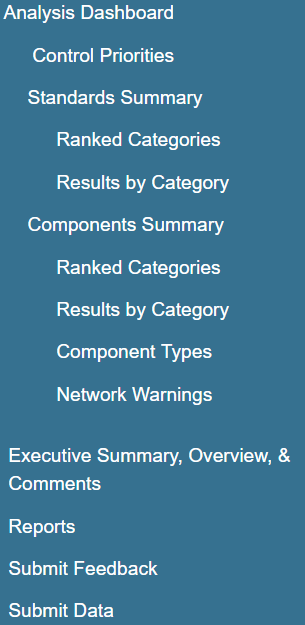 Analysis Dashboard
Control Priorities
Standards Summary
Ranked Categories
Results by Category
Components Summary
Ranked Categories
Results by Category
Component Types
Network Warnings
Executive Summary, Overview, &
Comments
Reports
Submit Feedback
Submit Data